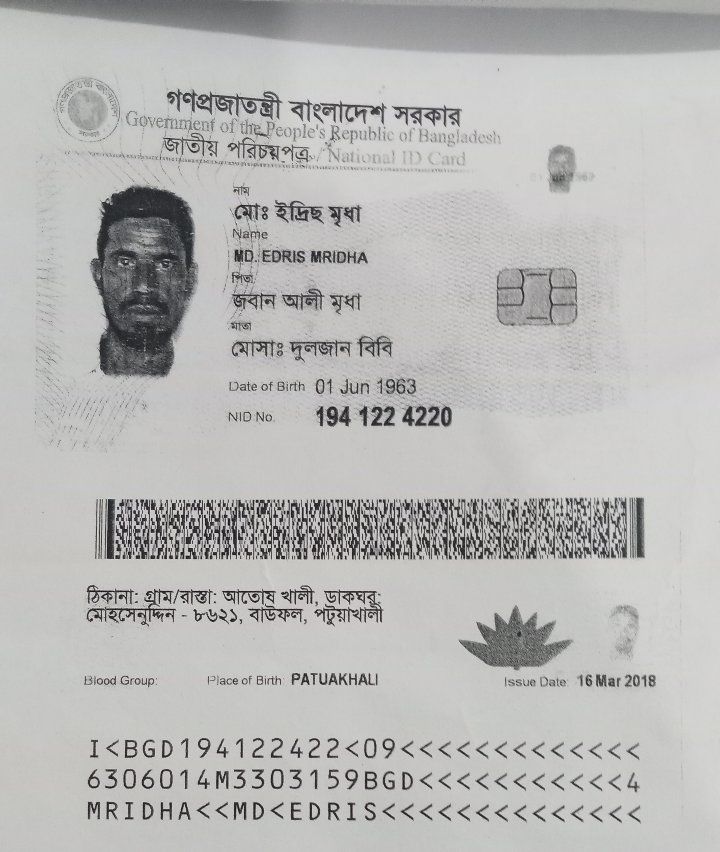 গণপ্রজাতন্ত্রী বাংলাদেশ সরকার
Government of the People's Republic of Bangladesh
জাতীয় পরিচয়পত্র / National ID Card
নাম
মোঃ ইদ্রিছ মৃধা
Name
MD. EDRIS MRIDHA
পিতা
জবান আলী মৃধা
মাতা
মোসাঃ দুলজান বিবি
Date of Birth 01 Jun 1963
NID No. 194 122 4220
ঠিকানা: গ্রাম/রাস্তা: আতোষ খালী, ডাকঘর:
মোহসেনুদ্দিন - ৮৬২১, বাউফল, পটুয়াখালী
Blood Group: Place of Birth: PATUAKHALI Issue Date: 16 Mar 2018
I<BGD194122422<09<<<<<<<<<<<<<
6306014M3303159BGD<<<<<<<<<<<4
MRIDHA<<MD<EDRIS<<<<<<<<<<<<<<